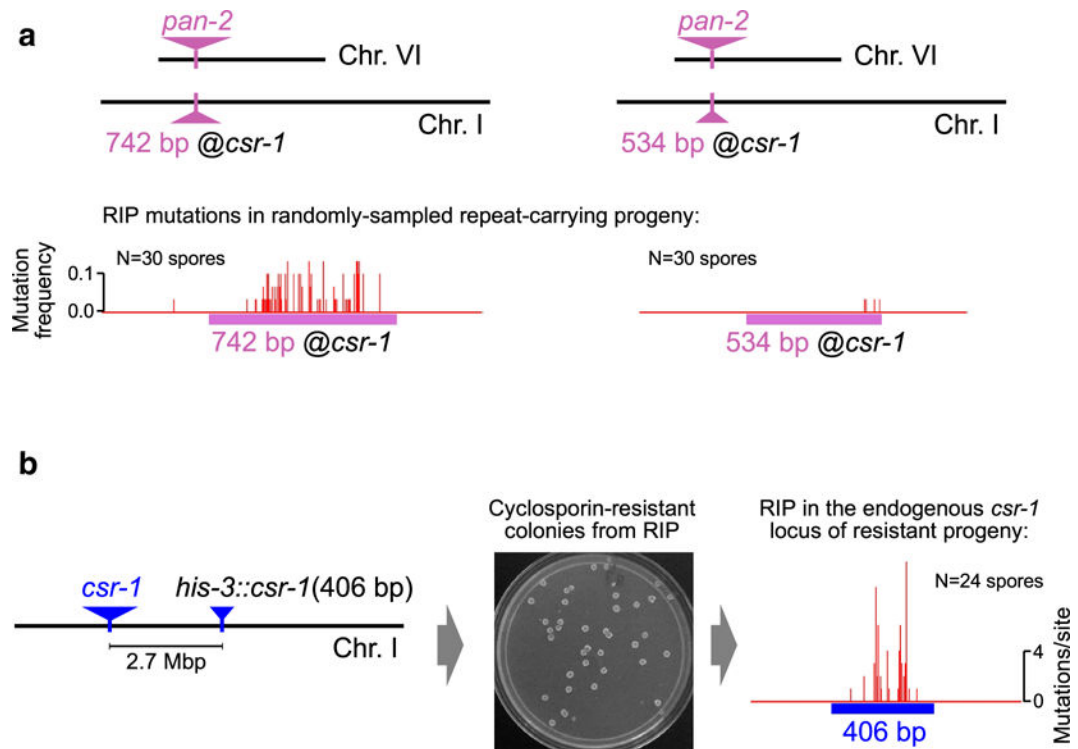 a
pan-2
Chr. VI
Chr. I
742 bp @csr-1
pan-2
Chr. VI
Chr. I
534 bp @csr-1
RIP mutations in randomly-sampled repeat-carrying progeny:
Mutation
frequency
0.1
0.0
N=30 spores
742 bp @csr-1
N=30 spores
534 bp @csr-1
b
csr-1
his-3::csr-1(406 bp)
Chr. I
2.7 Mbp
Cyclosporin-resistant
colonies from RIP
RIP in the endogenous csr-1
locus of resistant progeny:
N=24 spores
4
0
Mutations/site
406 bp